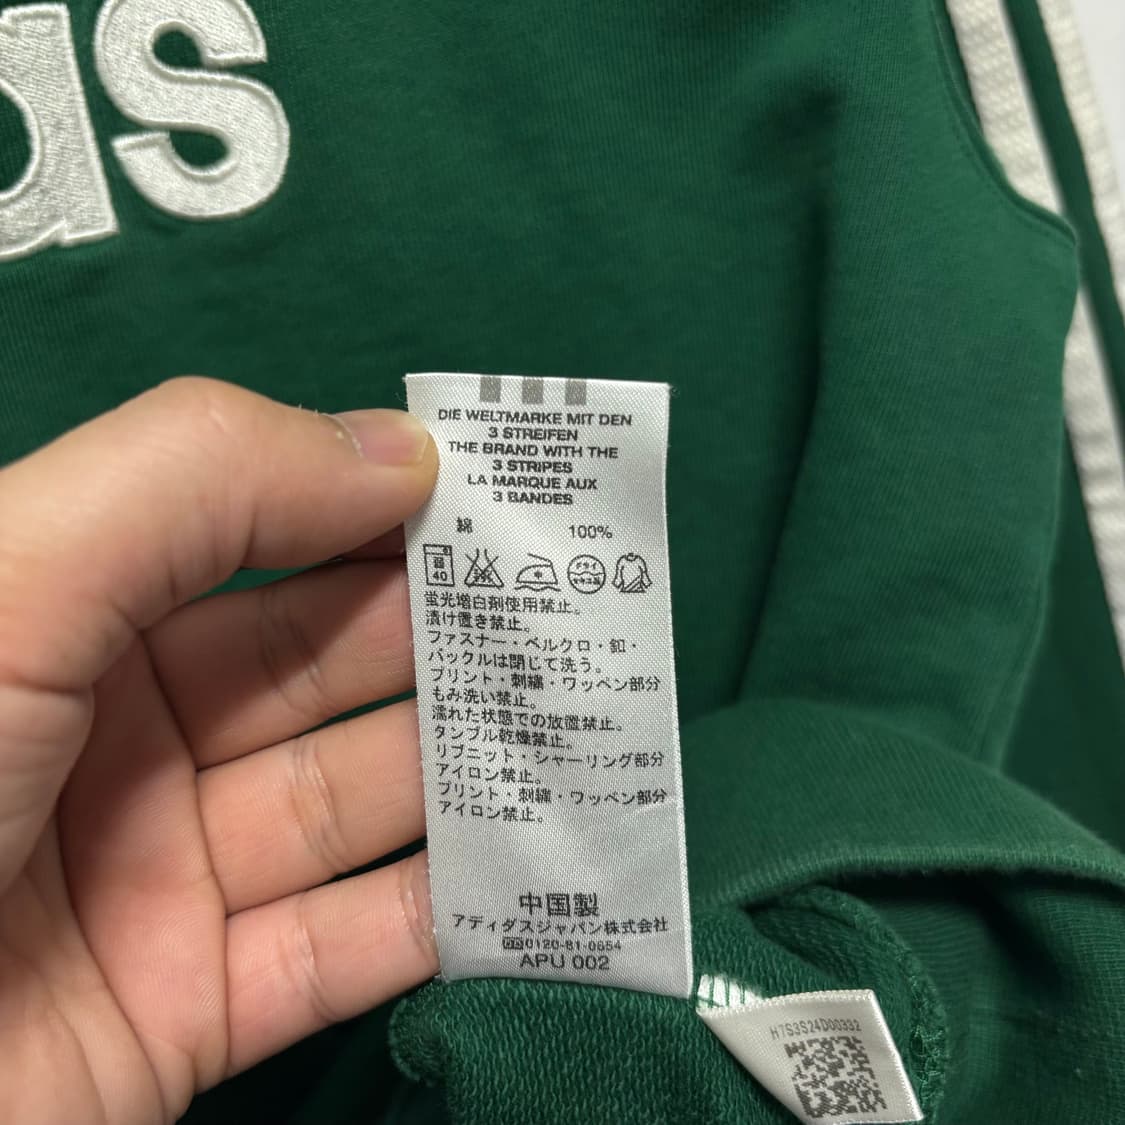 as
DIE WELTMARKE MIT DEN
3 STREIFEN
THE BRAND WITH THE
3 STRIPES
LA MARQUE AUX
3 BANDES
綿 100%
40
蛍光増白剤使用禁止。
漬け置き禁止。
ファスナー・ベルクロ・釦・
バックルは閉じて洗う。
プリント・刺繍・ワッペン部分
もみ洗い禁止。
濡れた状態での放置禁止。
タンブル乾燥禁止。
リブニット・シャーリング部分
アイロン禁止。
プリント・刺繍・ワッペン部分
アイロン禁止。
中国製
アディダスジャパン株式会社
0120-81-0654
APU 002
H7S3S24D00332